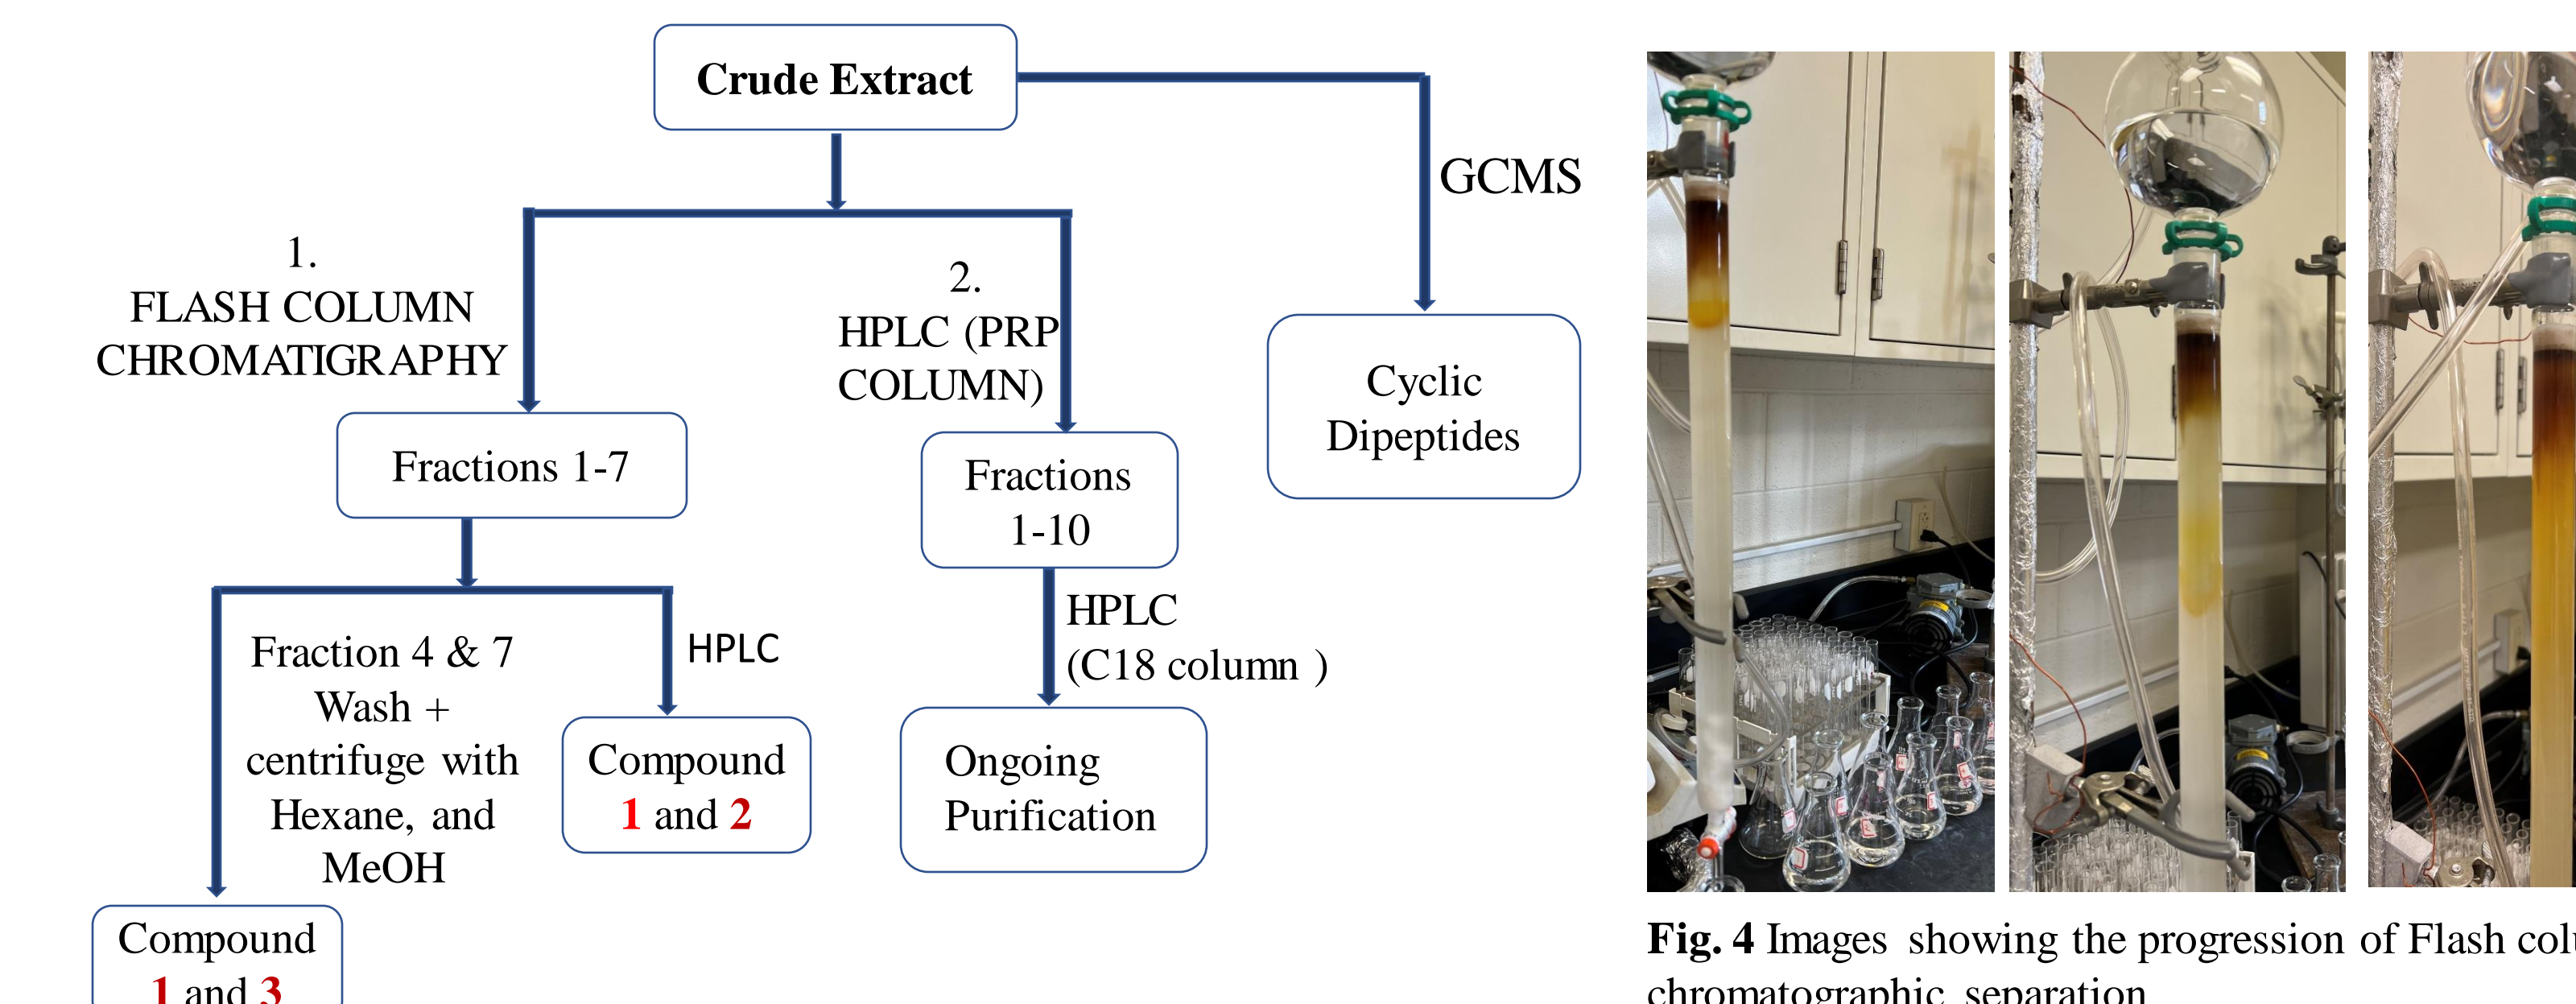 Crude Extract
GCMS
1.
FLASH COLUMN
CHROMATIGRAPHY
2.
HPLC (PRP
COLUMN)
Cyclic
Dipeptides
Fractions 1-7
Fractions
1-10
Fraction 4 & 7
Wash +
centrifuge with
Hexane, and
MeOH
HPLC
HPLC
(C18 column )
Compound
1 and 2
Ongoing
Purification
Compound
1 and 3
Fig. 4 Images showing the progression of Flash colu
chromatographic separation